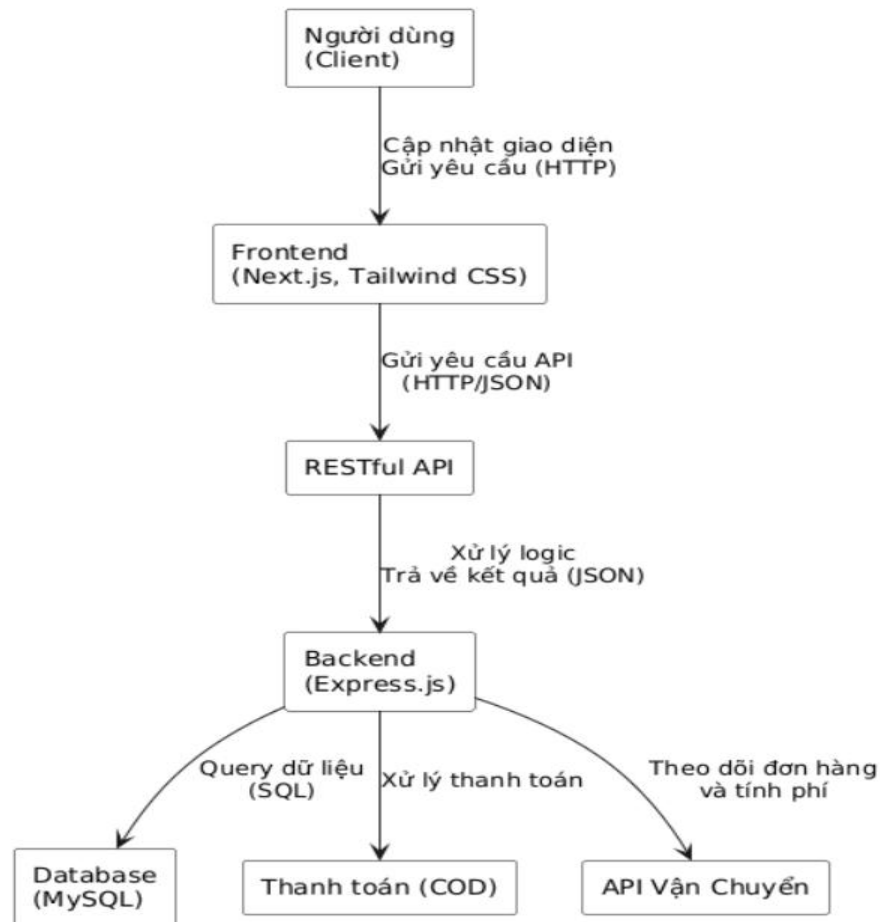 Người dùng
(Client)
Cập nhật giao diện
Gửi yêu cầu (HTTP)
Frontend
(Next.js, Tailwind CSS)
Gửi yêu cầu API
(HTTP/JSON)
RESTful API
Xử lý logic
Trả về kết quả (JSON)
Backend
(Express.js)
Query dữ liệu
(SQL)
Xử lý thanh toán
Theo dõi đơn hàng
và tính phí
Database
(MySQL)
Thanh toán (COD)
API Vận Chuyển